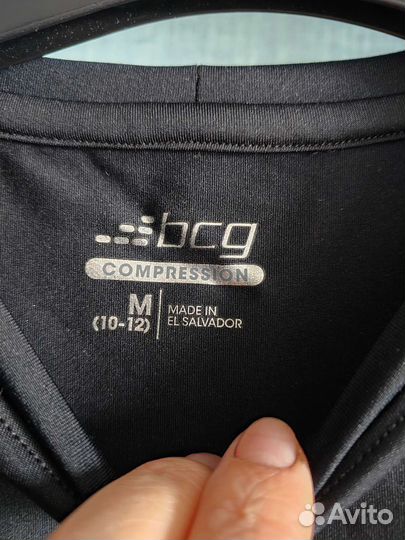 bcg
COMPRESSION
M
(10-12)
MADE IN
EL SALVADOR
Avito